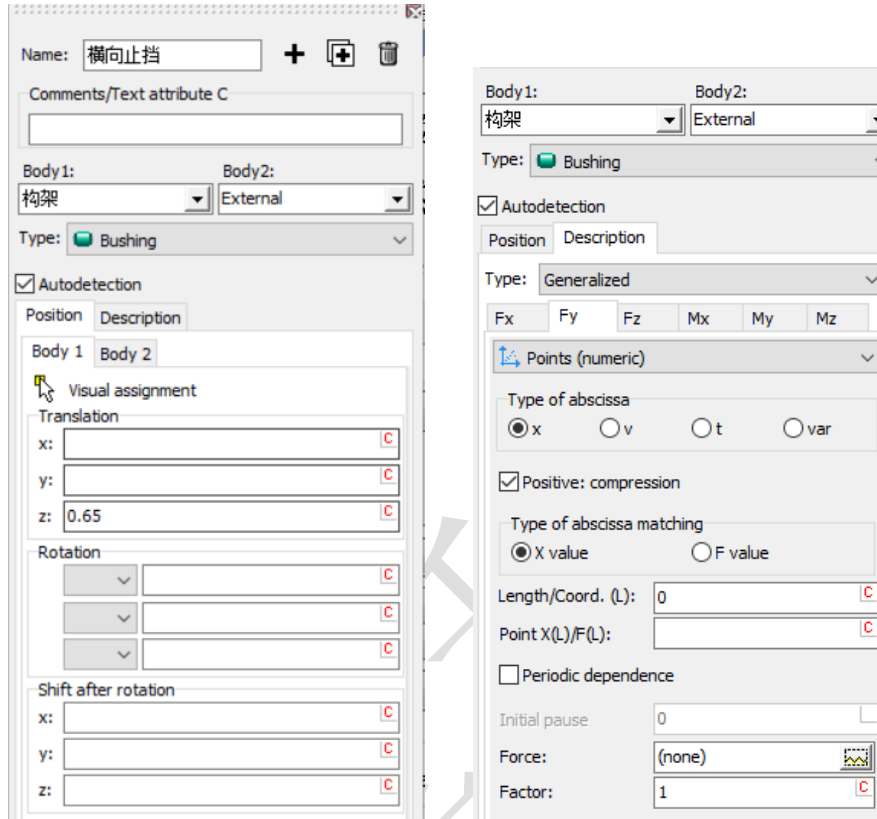 Name: 横向止挡
Comments/Text attribute C
Body1: Body2:
构架 External
Type: Bushing
Autodetection
Position Description
Body 1 Body 2
Visual assignment
Translation
x: C
y: C
z: 0.65 C
Rotation
C
C
C
Shift after rotation
x: C
y: C
z: C
Body1: Body2:
构架 External
Type: Bushing
Autodetection
Position Description
Type: Generalized
Fx Fy Fz Mx My Mz
Points (numeric)
Type of abscissa
x v t var
Positive: compression
Type of abscissa matching
X value F value
Length/Coord. (L): 0 C
Point X(L)/F(L): C
Periodic dependence
Initial pause 0
Force: (none)
Factor: 1 C